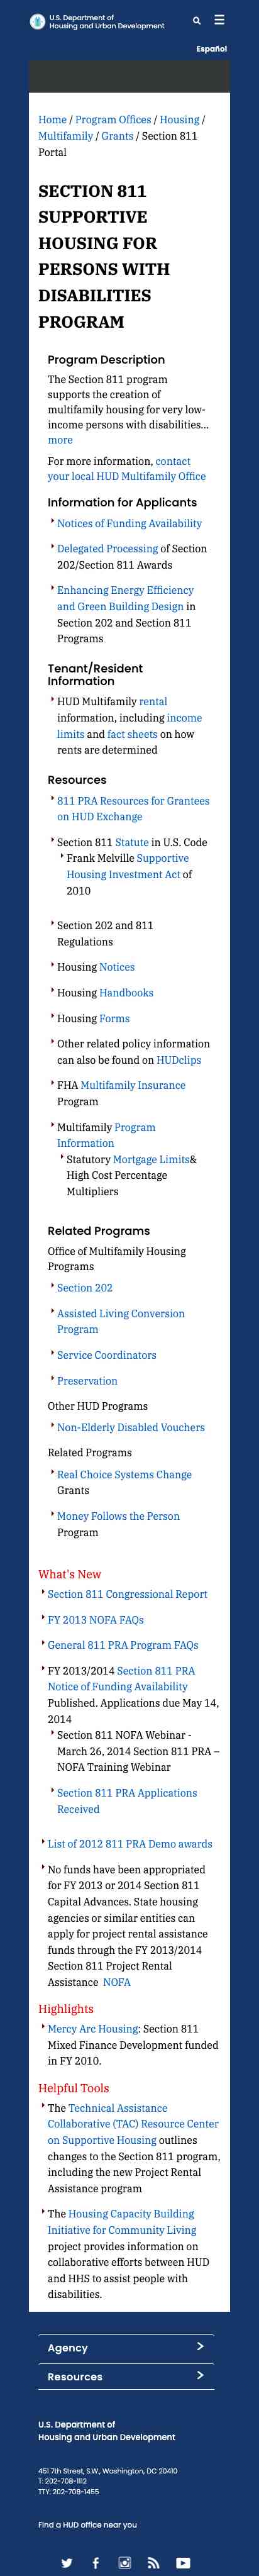 U.S. Department of
Housing and Urban Development
Español
Home / Program Offices / Housing /
Multifamily / Grants / Section 811
Portal
SECTION 811
SUPPORTIVE
HOUSING FOR
PERSONS WITH
DISABILITIES
PROGRAM
Program Description
The Section 811 program
supports the creation of
multifamily housing for very low-
income persons with disabilities...
more
For more information, contact
your local HUD Multifamily Office
Information for Applicants
Notices of Funding Availability
Delegated Processing of Section
202/Section 811 Awards
Enhancing Energy Efficiency
and Green Building Design in
Section 202 and Section 811
Programs
Tenant/Resident
Information
HUD Multifamily rental
information, including income
limits and fact sheets on how
rents are determined
Resources
811 PRA Resources for Grantees
on HUD Exchange
Section 811 Statute in U.S. Code
Frank Melville Supportive
Housing Investment Act of
2010
Section 202 and 811
Regulations
Housing Notices
Housing Handbooks
Housing Forms
Other related policy information
can also be found on HUDclips
FHA Multifamily Insurance
Program
Multifamily Program
Information
Statutory Mortgage Limits&
High Cost Percentage
Multipliers
Related Programs
Office of Multifamily Housing
Programs
Section 202
Assisted Living Conversion
Program
Service Coordinators
Preservation
Other HUD Programs
Non-Elderly Disabled Vouchers
Related Programs
Real Choice Systems Change
Grants
Money Follows the Person
Program
What's New
Section 811 Congressional Report
FY 2013 NOFA FAQs
General 811 PRA Program FAQs
FY 2013/2014 Section 811 PRA
Notice of Funding Availability
Published. Applications due May 14,
2014
Section 811 NOFA Webinar -
March 26, 2014 Section 811 PRA –
NOFA Training Webinar
Section 811 PRA Applications
Received
List of 2012 811 PRA Demo awards
No funds have been appropriated
for FY 2013 or 2014 Section 811
Capital Advances. State housing
agencies or similar entities can
apply for project rental assistance
funds through the FY 2013/2014
Section 811 Project Rental
Assistance NOFA
Highlights
Mercy Arc Housing: Section 811
Mixed Finance Development funded
in FY 2010.
Helpful Tools
The Technical Assistance
Collaborative (TAC) Resource Center
on Supportive Housing outlines
changes to the Section 811 program,
including the new Project Rental
Assistance program
The Housing Capacity Building
Initiative for Community Living
project provides information on
collaborative efforts between HUD
and HHS to assist people with
disabilities.
Agency
Resources
U.S. Department of
Housing and Urban Development
451 7th Street, S.W., Washington, DC 20410
T: 202-708-1112
TTY: 202-708-1455
Find a HUD office near you